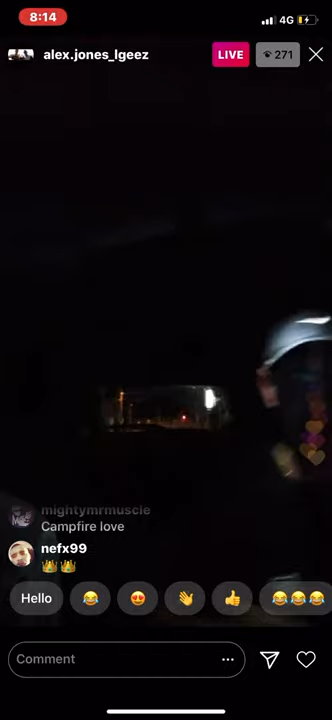 8:14
4G
alex.jones_lgeez
LIVE
271
mightymrmuscle
Campfire love
nefx99
👑👑
Hello 😂 😍 👋 👍 😂😂😂
Comment